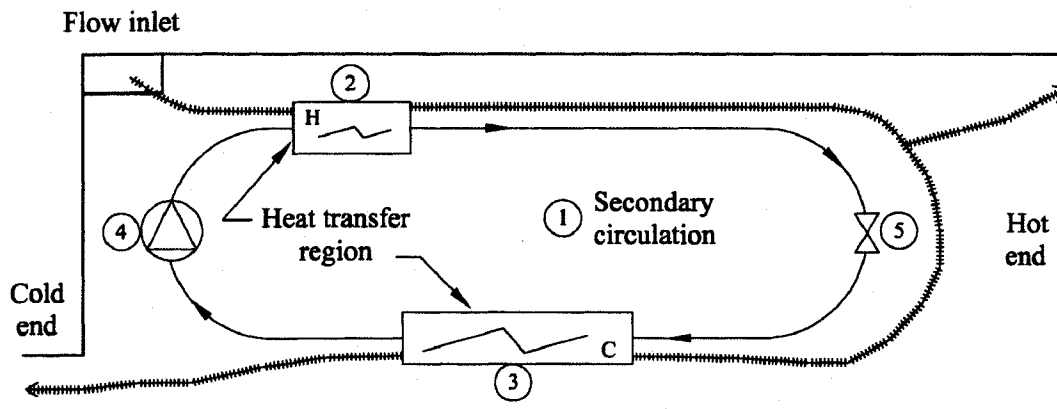 Flow inlet
2
H
4
Heat transfer
region
1
Secondary
circulation
5
Hot
end
Cold
end
C
3